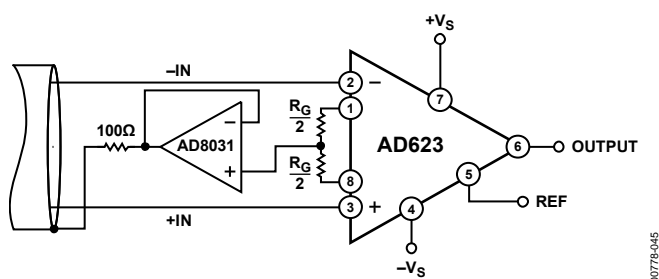 +VS
–IN
2
–
7
100Ω
–
AD8031
+
RG
2
1
RG
2
8
AD623
6
OUTPUT
5
REF
3
+
4
+IN
–VS
00778-045